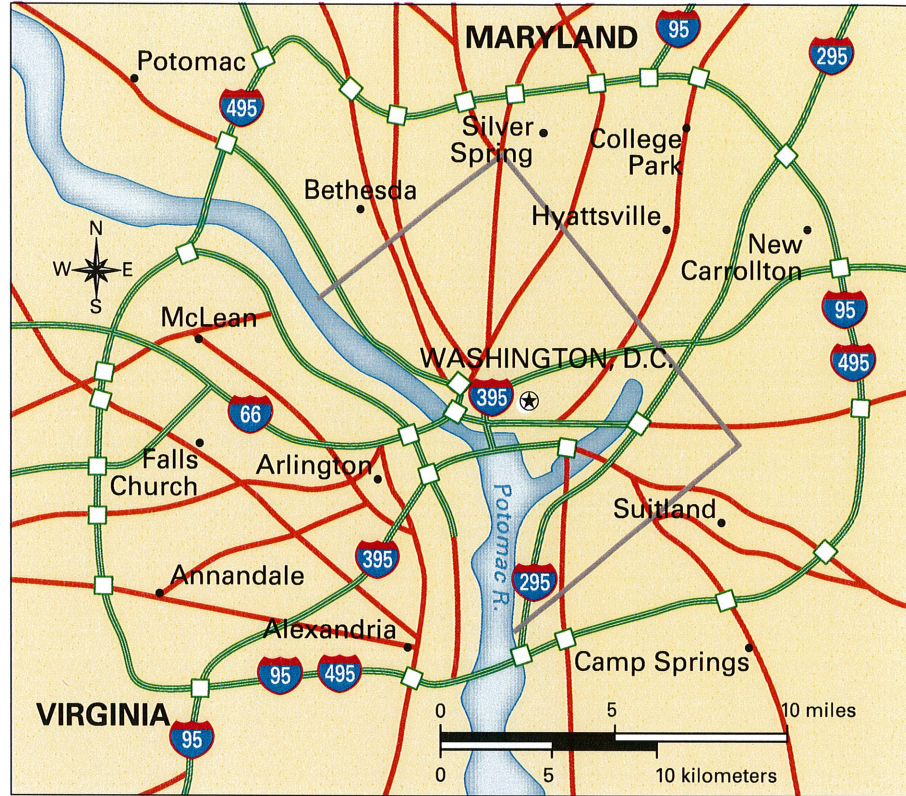 MARYLAND
95
295
Potomac
495
Silver
Spring
College
Park
Bethesda
Hyattsville
New
Carrollton
N
W E
S
McLean
95
WASHINGTON, D.C.
495
395
66
Falls
Church
Arlington
Potomac R.
Suitland
395
295
Annandale
Alexandria
Camp Springs
95
495
VIRGINIA
95
0 5 10 miles
0 5 10 kilometers